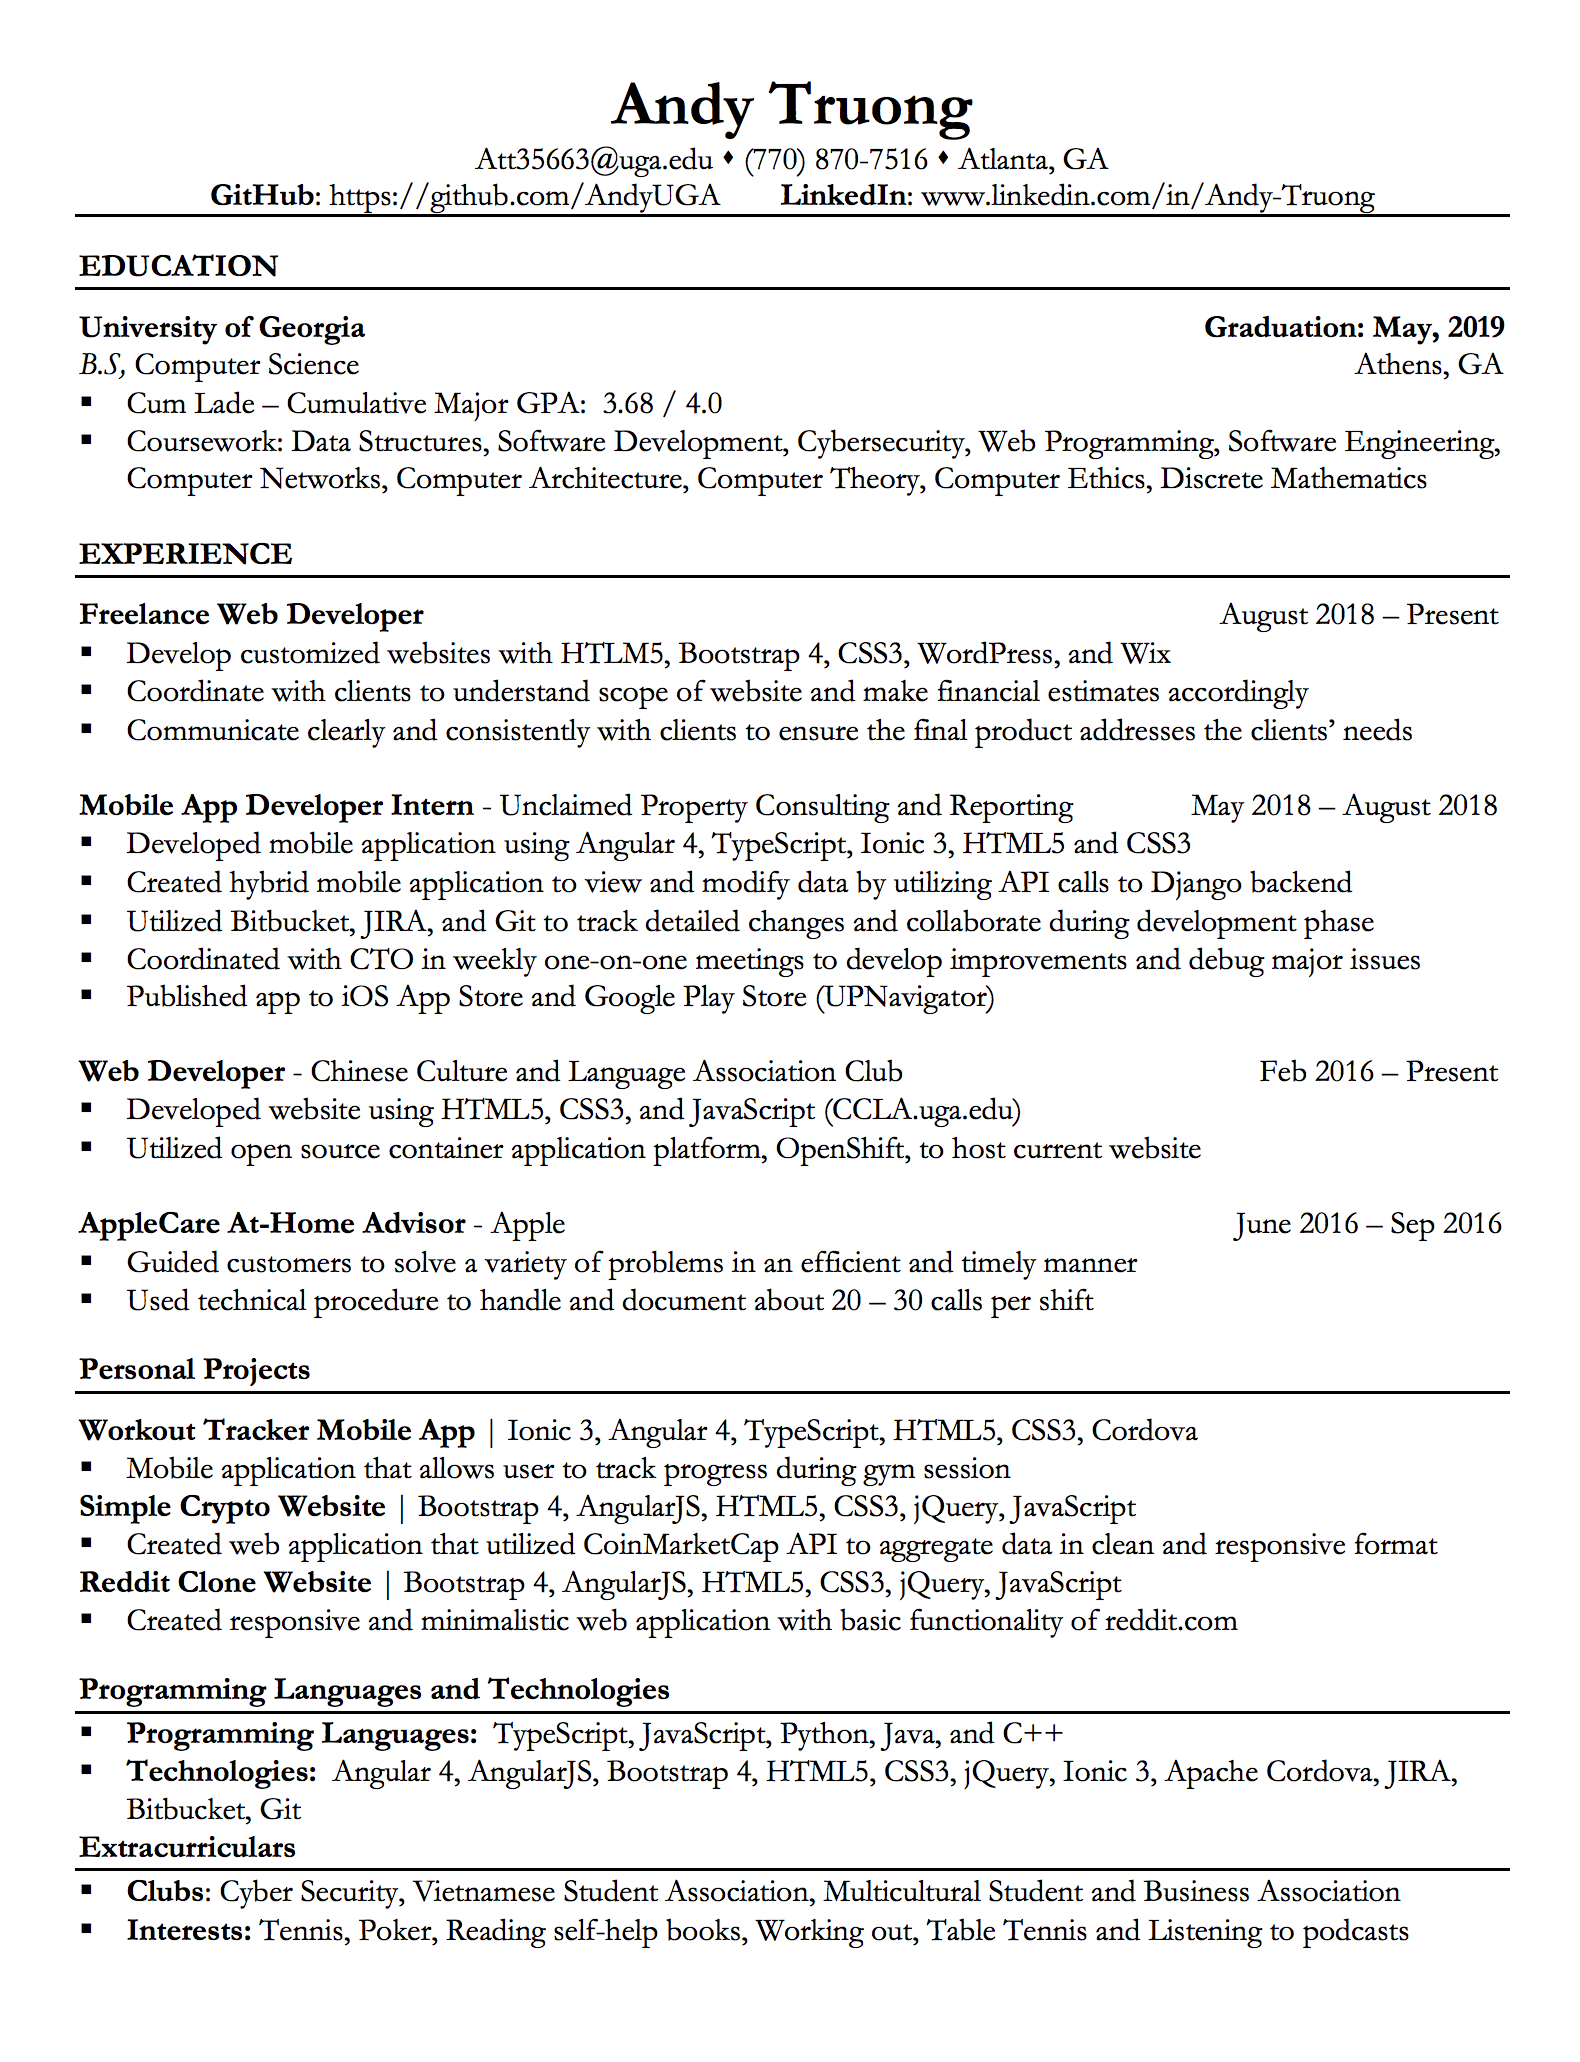 Andy Truong
Att35663@uga.edu ♦ (770) 870-7516 ♦ Atlanta, GA
GitHub: https://github.com/AndyUGA LinkedIn: www.linkedin.com/in/Andy-Truong
EDUCATION
University of Georgia Graduation: May, 2019
B.S, Computer Science Athens, GA
▪ Cum Lade – Cumulative Major GPA: 3.68 / 4.0
▪ Coursework: Data Structures, Software Development, Cybersecurity, Web Programming, Software Engineering,
Computer Networks, Computer Architecture, Computer Theory, Computer Ethics, Discrete Mathematics
EXPERIENCE
Freelance Web Developer August 2018 – Present
▪ Develop customized websites with HTLM5, Bootstrap 4, CSS3, WordPress, and Wix
▪ Coordinate with clients to understand scope of website and make financial estimates accordingly
▪ Communicate clearly and consistently with clients to ensure the final product addresses the clients’ needs
Mobile App Developer Intern - Unclaimed Property Consulting and Reporting May 2018 – August 2018
▪ Developed mobile application using Angular 4, TypeScript, Ionic 3, HTML5 and CSS3
▪ Created hybrid mobile application to view and modify data by utilizing API calls to Django backend
▪ Utilized Bitbucket, JIRA, and Git to track detailed changes and collaborate during development phase
▪ Coordinated with CTO in weekly one-on-one meetings to develop improvements and debug major issues
▪ Published app to iOS App Store and Google Play Store (UPNavigator)
Web Developer - Chinese Culture and Language Association Club Feb 2016 – Present
▪ Developed website using HTML5, CSS3, and JavaScript (CCLA.uga.edu)
▪ Utilized open source container application platform, OpenShift, to host current website
AppleCare At-Home Advisor - Apple June 2016 – Sep 2016
▪ Guided customers to solve a variety of problems in an efficient and timely manner
▪ Used technical procedure to handle and document about 20 – 30 calls per shift
Personal Projects
Workout Tracker Mobile App | Ionic 3, Angular 4, TypeScript, HTML5, CSS3, Cordova
▪ Mobile application that allows user to track progress during gym session
Simple Crypto Website | Bootstrap 4, AngularJS, HTML5, CSS3, jQuery, JavaScript
▪ Created web application that utilized CoinMarketCap API to aggregate data in clean and responsive format
Reddit Clone Website | Bootstrap 4, AngularJS, HTML5, CSS3, jQuery, JavaScript
▪ Created responsive and minimalistic web application with basic functionality of reddit.com
Programming Languages and Technologies
▪ Programming Languages: TypeScript, JavaScript, Python, Java, and C++
▪ Technologies: Angular 4, AngularJS, Bootstrap 4, HTML5, CSS3, jQuery, Ionic 3, Apache Cordova, JIRA,
Bitbucket, Git
Extracurriculars
▪ Clubs: Cyber Security, Vietnamese Student Association, Multicultural Student and Business Association
▪ Interests: Tennis, Poker, Reading self-help books, Working out, Table Tennis and Listening to podcasts